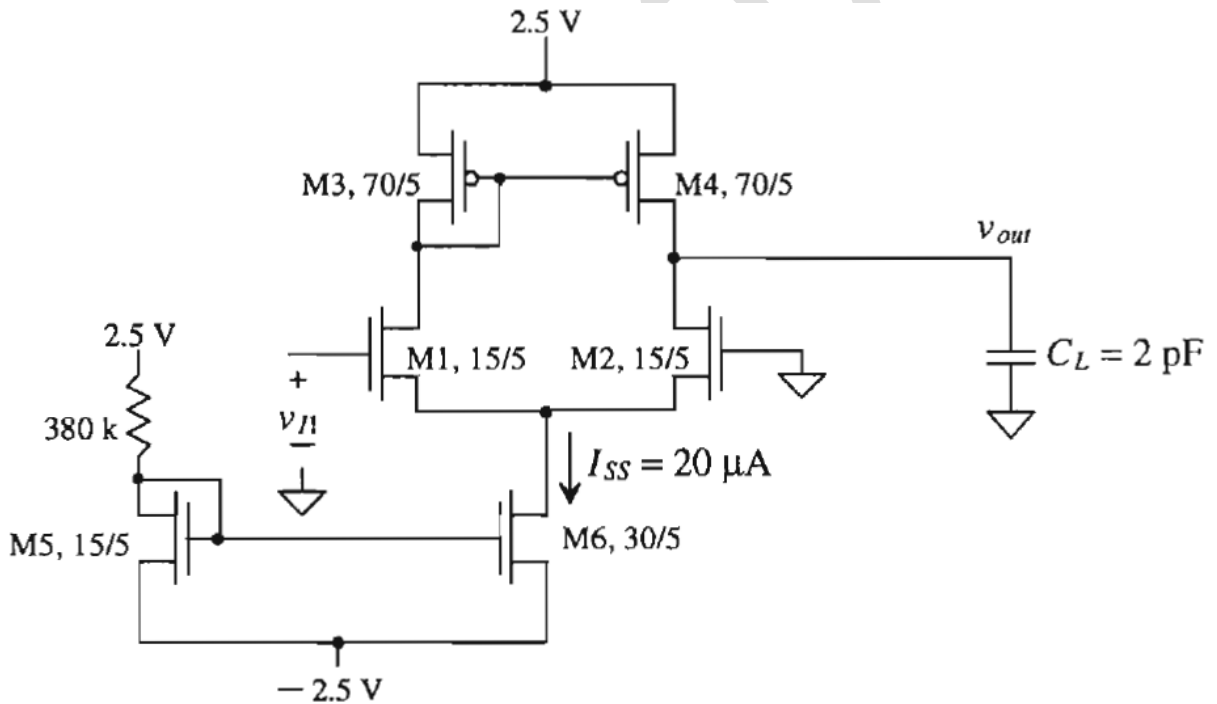 2.5 V
M3, 70/5
M4, 70/5
v_out
2.5 V
M1, 15/5
M2, 15/5
C_L = 2 pF
+
v_I1
−
380 k
I_SS = 20 μA
M5, 15/5
M6, 30/5
− 2.5 V